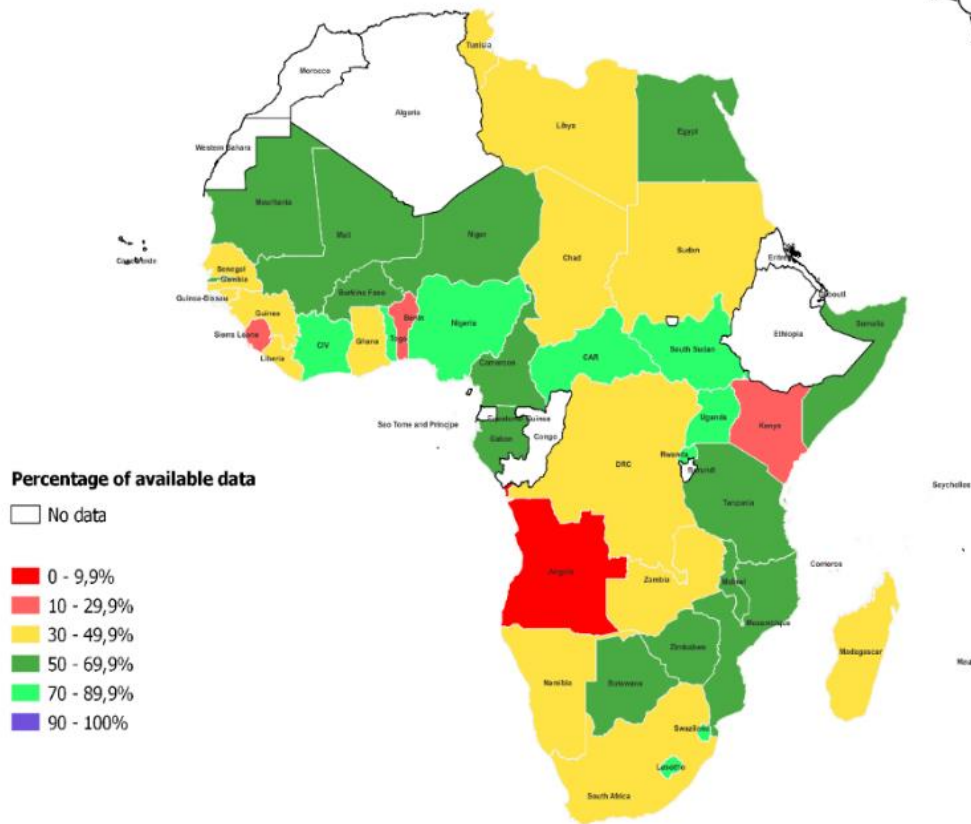 Tunisia
Morocco
Algeria
Libya
Egypt
Western Sahara
Mauritania
Mali
Niger
Chad
Sudan
Eritrea
Senegal
Gambia
Burkina Faso
Djibouti
Guinea-Bissau
Guinea
Nigeria
Benin
Somalia
Sierra Leone
CIV
Ghana
Togo
Ethiopia
Liberia
CAR
South Sudan
Cameroon
Equatorial Guinea
Uganda
Kenya
Sao Tome and Principe
Gabon
Congo
Rwanda
DRC
Burundi
Percentage of available data
Seychelles
No data
Tanzania
0 - 9,9%
Angola
Comoros
10 - 29,9%
Zambia
Malawi
30 - 49,9%
Mozambique
50 - 69,9%
Zimbabwe
Madagascar
70 - 89,9%
Namibia
Botswana
90 - 100%
Swaziland
Lesotho
South Africa